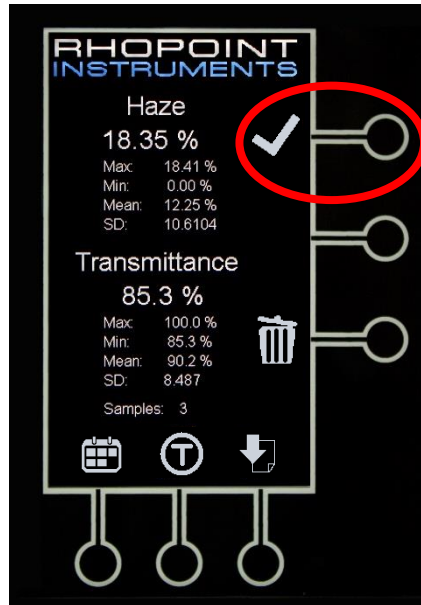 RHOPOINT
INSTRUMENTS
Haze
18.35 %
Max: 18.41 %
Min: 0.00 %
Mean: 12.25 %
SD: 10.6104
Transmittance
85.3 %
Max: 100.0 %
Min: 85.3 %
Mean: 90.2 %
SD: 8.487
Samples: 3
T